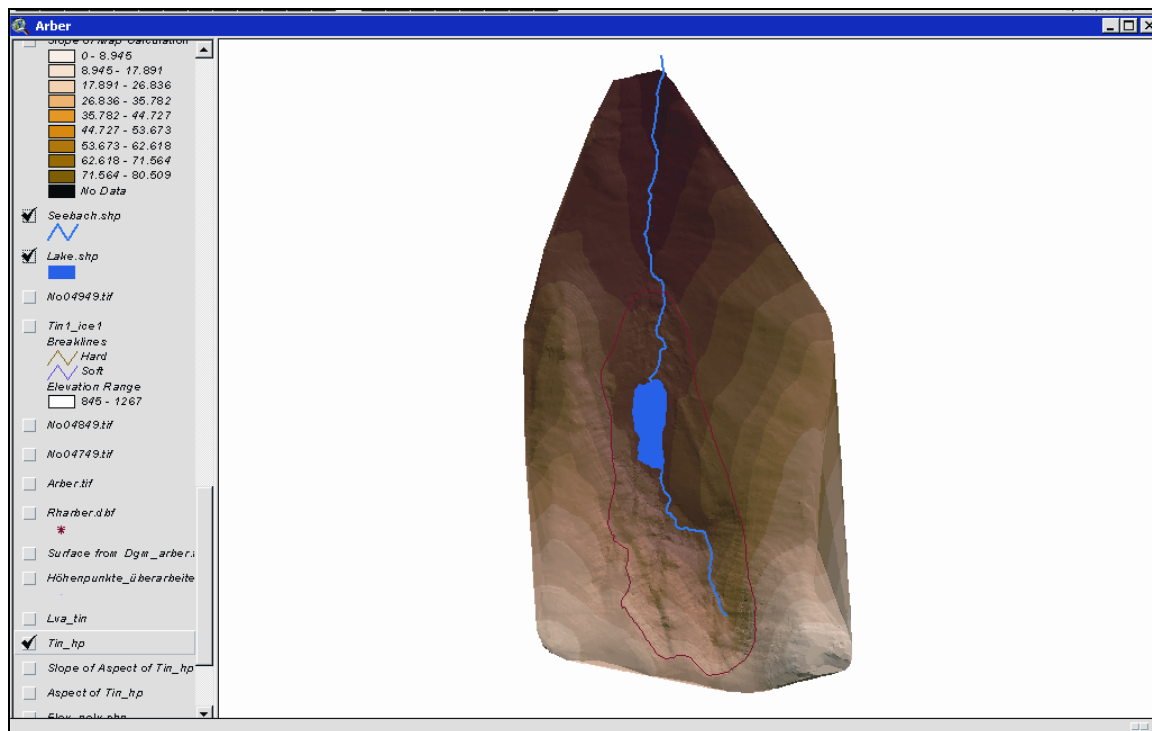 Arber
Slope of Map Calculation
0 - 8.945
8.945 - 17.891
17.891 - 26.836
26.836 - 35.782
35.782 - 44.727
44.727 - 53.673
53.673 - 62.618
62.618 - 71.564
71.564 - 80.509
No Data
Seebach.shp
Lake.shp
No04949.tif
Tin1_ice1
Breaklines
Hard
Soft
Elevation Range
845 - 1267
No04849.tif
No04749.tif
Arber.tif
Rharber.dbf
Surface from Dgm_arber.
Höhenpunkte_überarbeite
Lva_tin
Tin_hp
Slope of Aspect of Tin_hp
Aspect of Tin_hp